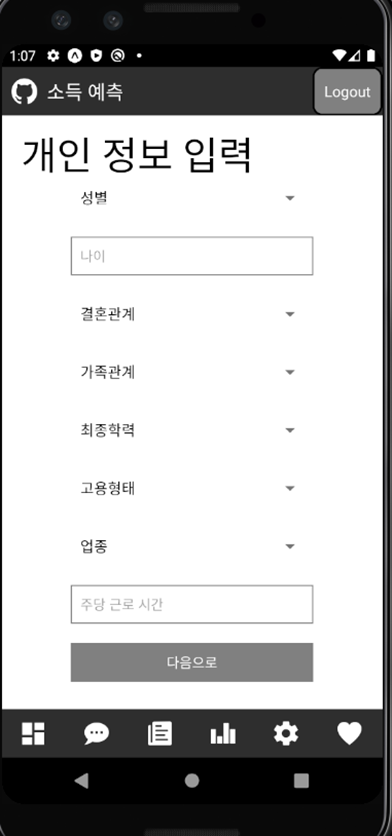 1:07
소득 예측
Logout
개인 정보 입력
성별
나이
결혼관계
가족관계
최종학력
고용형태
업종
주당 근로 시간
다음으로